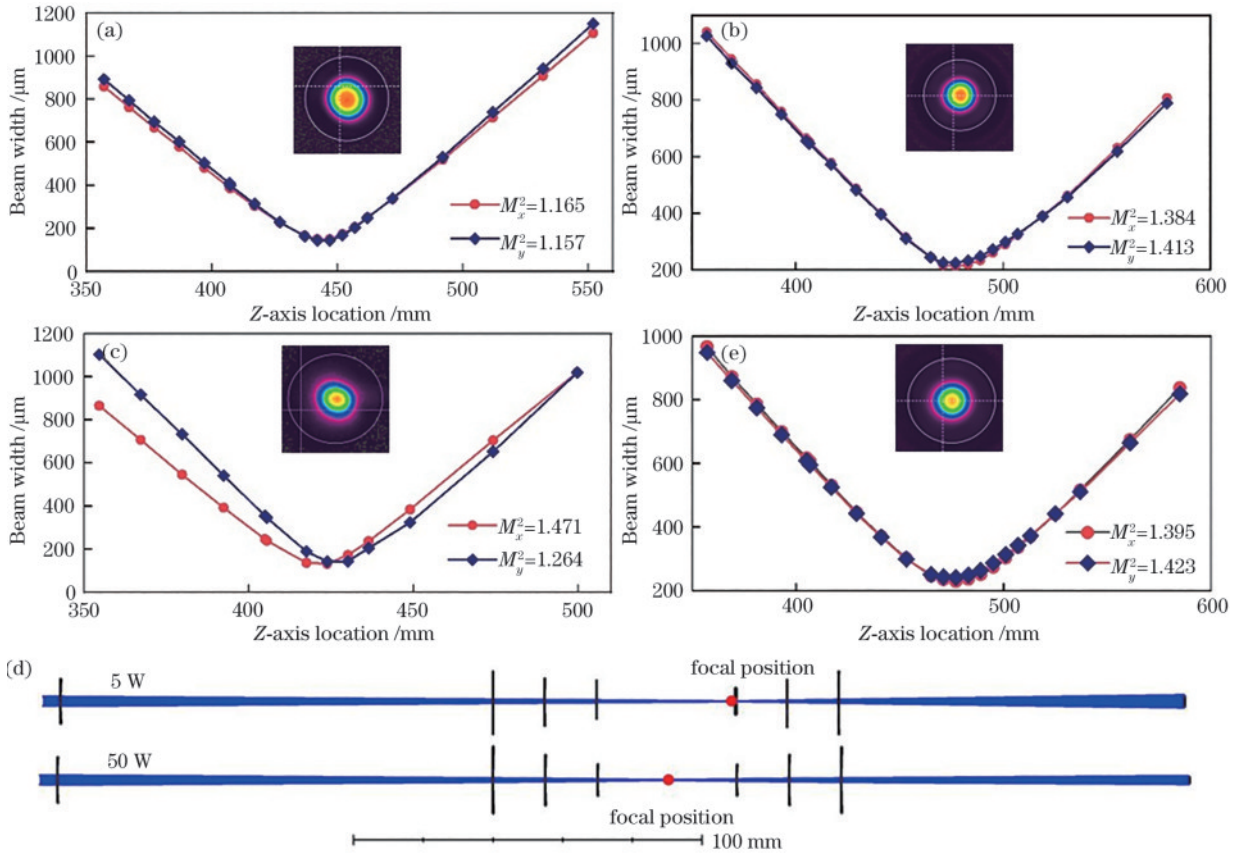 (a)
1200
1000
800
600
400
200
0
350 400 450 500 550
Beam width /μm
Z-axis location /mm
M²x=1.165
M²y=1.157
(b)
1000
800
600
400
200
400 500 600
Beam width /μm
Z-axis location /mm
M²x=1.384
M²y=1.413
(c)
1200
1000
800
600
400
200
0
350 400 450 500
Beam width /μm
Z-axis location /mm
M²x=1.471
M²y=1.264
(e)
1000
800
600
400
200
400 500 600
Beam width /μm
Z-axis location /mm
M²x=1.395
M²y=1.423
(d)
5 W
focal position
50 W
focal position
100 mm